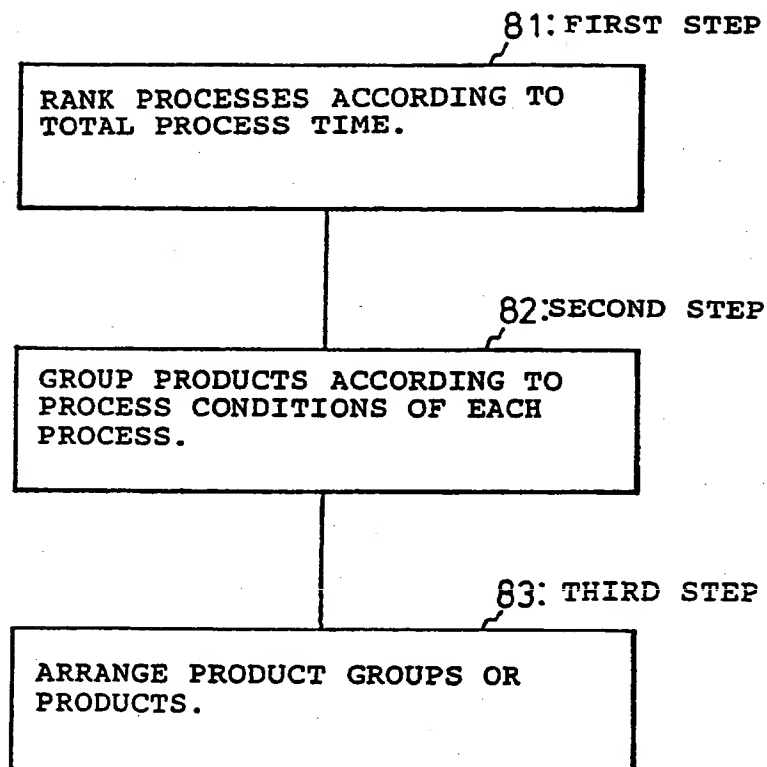 81: FIRST STEP
RANK PROCESSES ACCORDING TO
TOTAL PROCESS TIME.
82: SECOND STEP
GROUP PRODUCTS ACCORDING TO
PROCESS CONDITIONS OF EACH
PROCESS.
83: THIRD STEP
ARRANGE PRODUCT GROUPS OR
PRODUCTS.